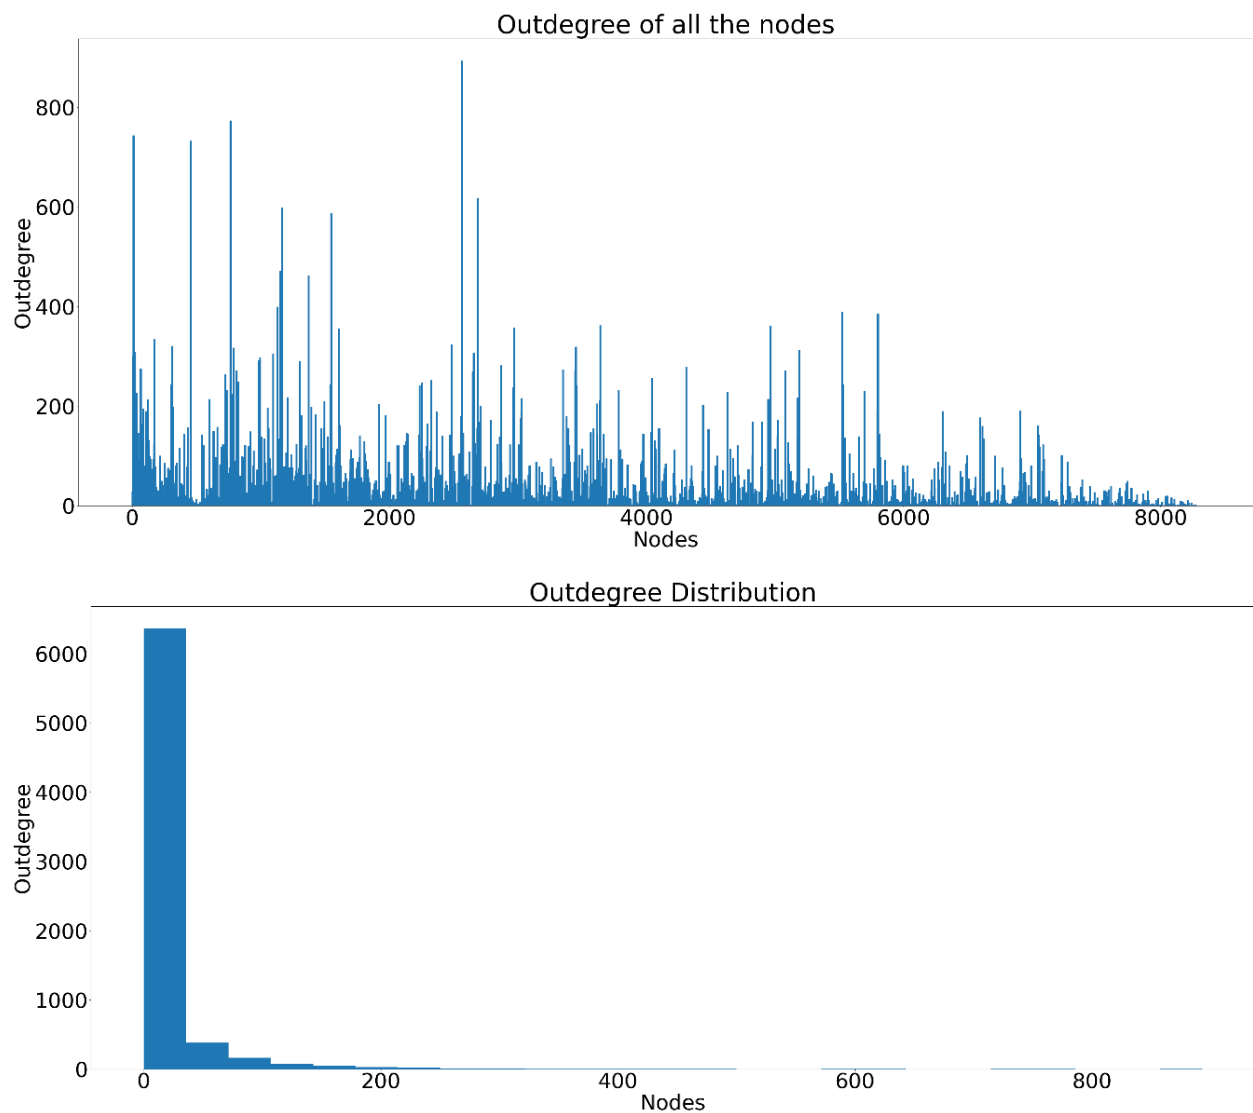 Outdegree of all the nodes
800
600
400
200
0
Outdegree
0 2000 4000 6000 8000
Nodes
Outdegree Distribution
6000
5000
4000
3000
2000
1000
0
Outdegree
0 200 400 600 800
Nodes